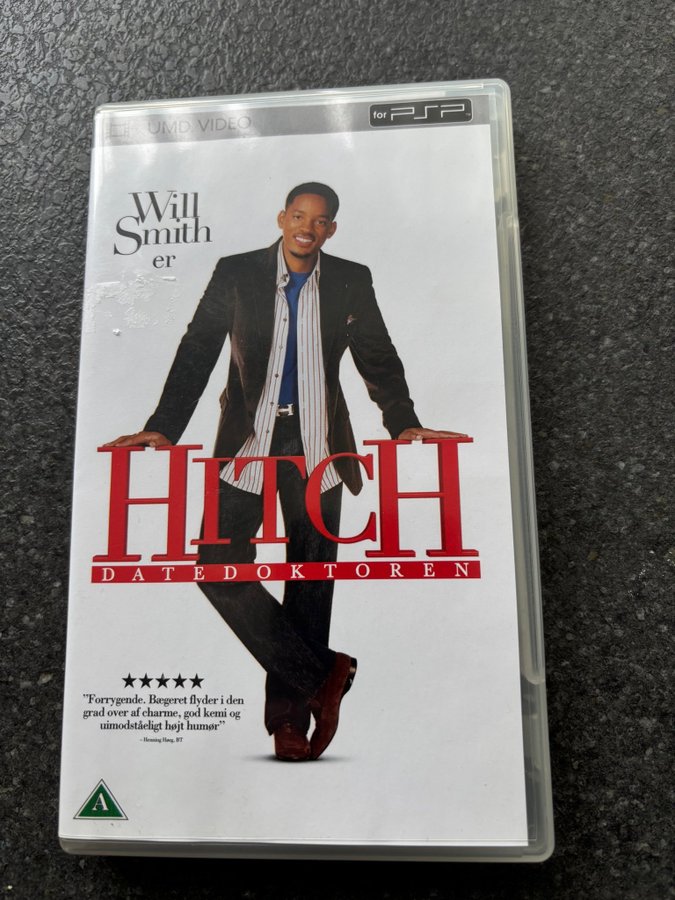 UMD VIDEO
for PSP
Will
Smith
er
HITCH
DATEDOKTOREN
★★★★★
"Forrygende. Bægeret flyder i den
grad over af charme, god kemi og
uimodståeligt højt humør"
- Henning Høeg, BT
A